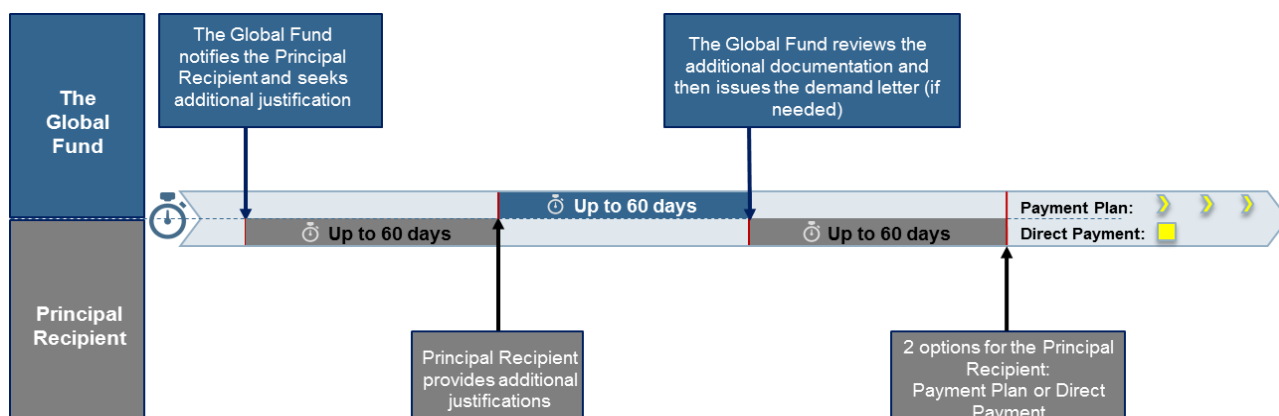 The
Global
Fund
The Global Fund
notifies the Principal
Recipient and seeks
additional justification
The Global Fund reviews the
additional documentation and
then issues the demand letter (if
needed)
Up to 60 days
Payment Plan:
Up to 60 days
Up to 60 days
Direct Payment:
Principal
Recipient
Principal Recipient
provides additional
justifications
2 options for the Principal
Recipient:
Payment Plan or Direct
Payment